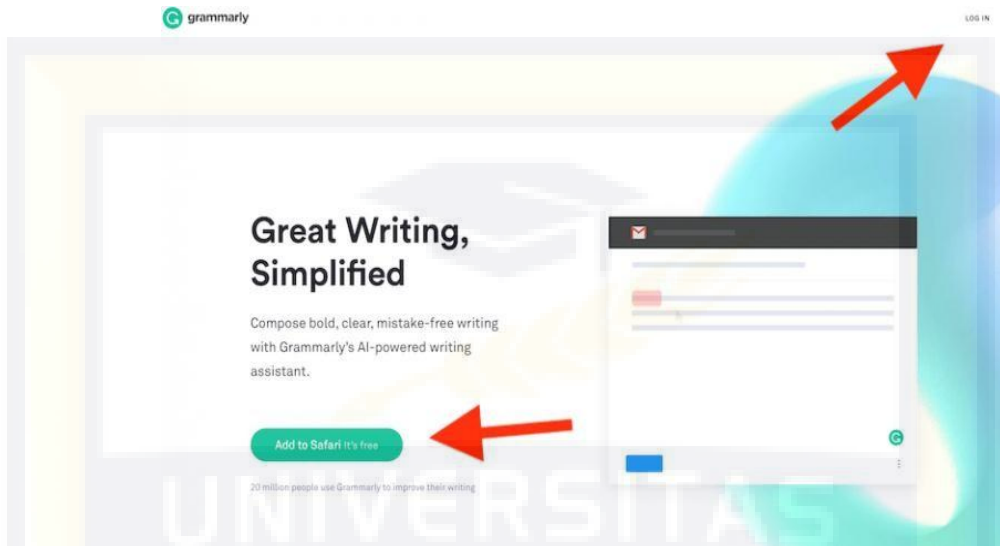 grammarly
LOG IN
Great Writing,
Simplified
Compose bold, clear, mistake-free writing
with Grammarly's AI-powered writing
assistant.
Add to Safari It's free
20 million people use Grammarly to improve their writing
UNIVERSITAS